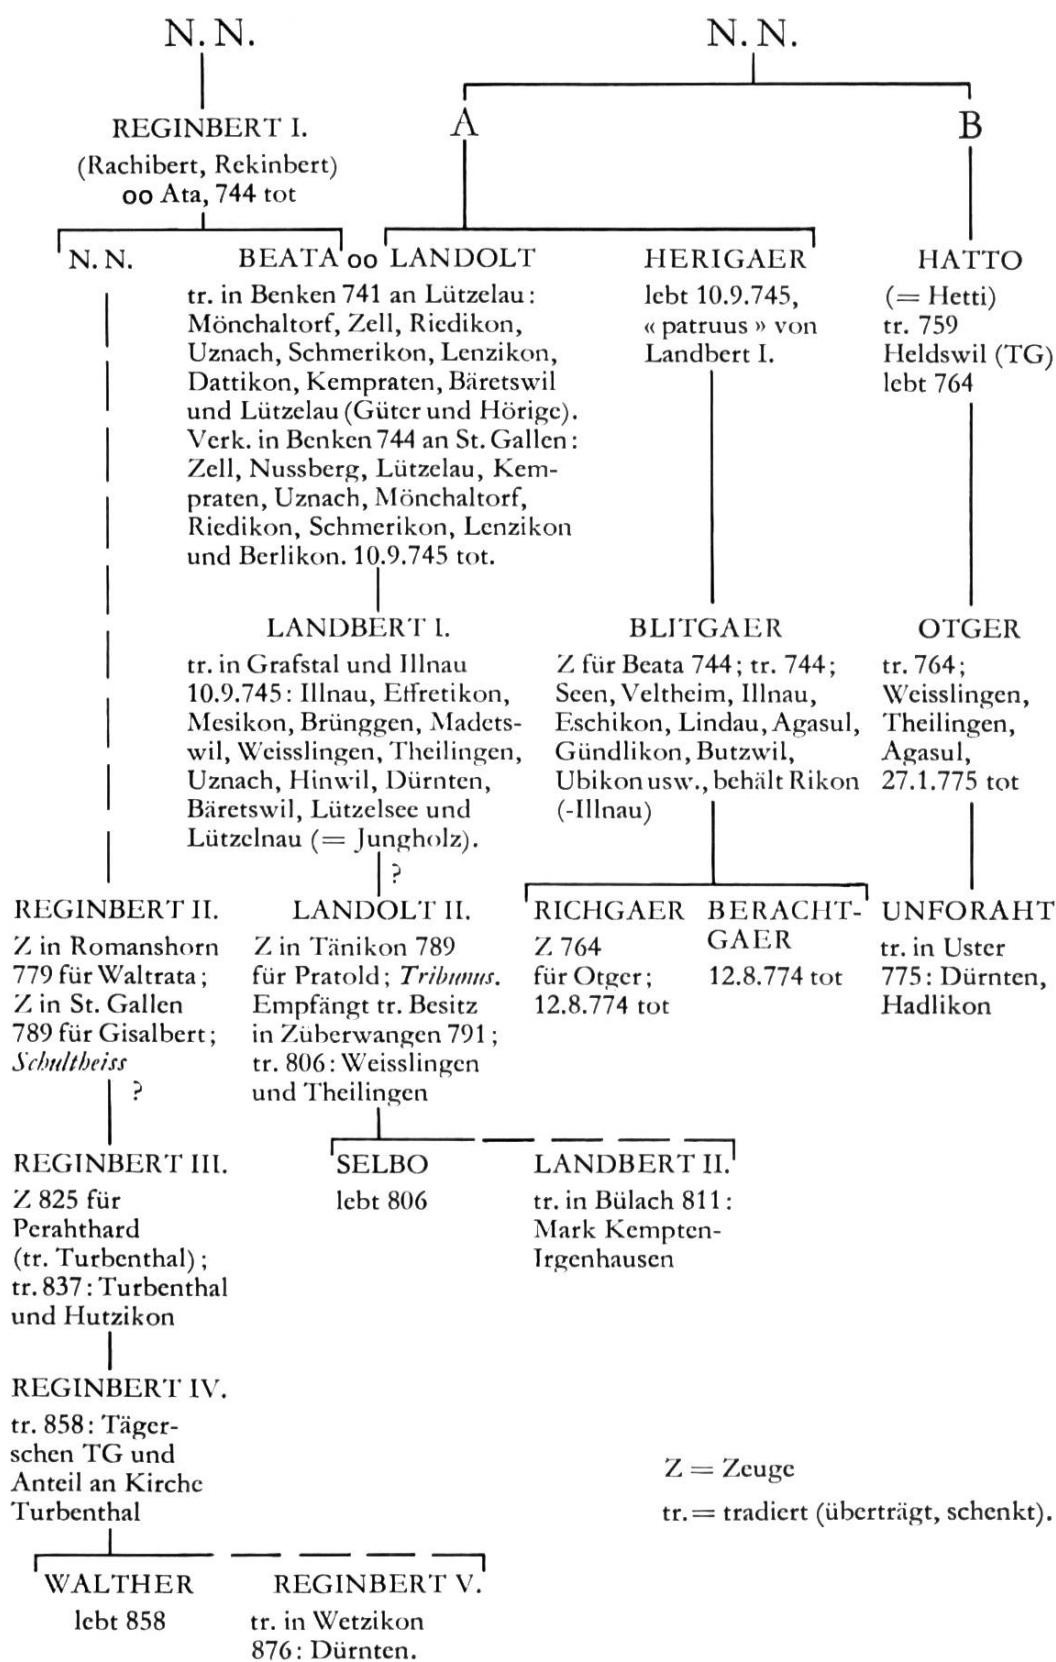 N. N.
N. N.
REGINBERT I.
(Rachibert, Rekinbert)
oo Ata, 744 tot
A
B
N. N.
BEATA oo LANDOLT
tr. in Benken 741 an Lützelau:
Mönchaltorf, Zell, Riedikon,
Uznach, Schmerikon, Lenzikon,
Dattikon, Kempraten, Bäretswil
und Lützelau (Güter und Hörige).
Verk. in Benken 744 an St. Gallen:
Zell, Nussberg, Lützelau, Kem-
praten, Uznach, Mönchaltorf,
Riedikon, Schmerikon, Lenzikon
und Berlikon. 10.9.745 tot.
HERIGAER
lebt 10.9.745,
« patruus » von
Landbert I.
HATTO
(= Hetti)
tr. 759
Heldswil (TG)
lebt 764
LANDBERT I.
tr. in Grafstal und Illnau
10.9.745: Illnau, Effretikon,
Mesikon, Brünggen, Madets-
wil, Weisslingen, Theilingen,
Uznach, Hinwil, Dürnten,
Bäretswil, Lützelsee und
Lützelnau (= Jungholz).
?
BLITGAER
Z für Beata 744; tr. 744;
Seen, Veltheim, Illnau,
Eschikon, Lindau, Agasul,
Gündlikon, Butzwil,
Ubikon usw., behält Rikon
(-Illnau)
OTGER
tr. 764;
Weisslingen,
Theilingen,
Agasul,
27.1.775 tot
REGINBERT II.
Z in Romanshorn
779 für Waltrata;
Z in St. Gallen
789 für Gisalbert;
Schultheiss
?
LANDOLT II.
Z in Tänikon 789
für Pratold; Tribunus.
Empfängt tr. Besitz
in Züberwangen 791;
tr. 806: Weisslingen
und Theilingen
RICHGAER
Z 764
für Otger;
12.8.774 tot
BERACHT-
GAER
12.8.774 tot
UNFORAHT
tr. in Uster
775: Dürnten,
Hadlikon
REGINBERT III.
Z 825 für
Perahthard
(tr. Turbenthal);
tr. 837: Turbenthal
und Hutzikon
SELBO
lebt 806
LANDBERT II.
tr. in Bülach 811:
Mark Kempten-
Irgenhausen
REGINBERT IV.
tr. 858: Täger-
schen TG und
Anteil an Kirche
Turbenthal
Z = Zeuge
tr. = tradiert (überträgt, schenkt).
WALTHER
lebt 858
REGINBERT V.
tr. in Wetzikon
876: Dürnten.